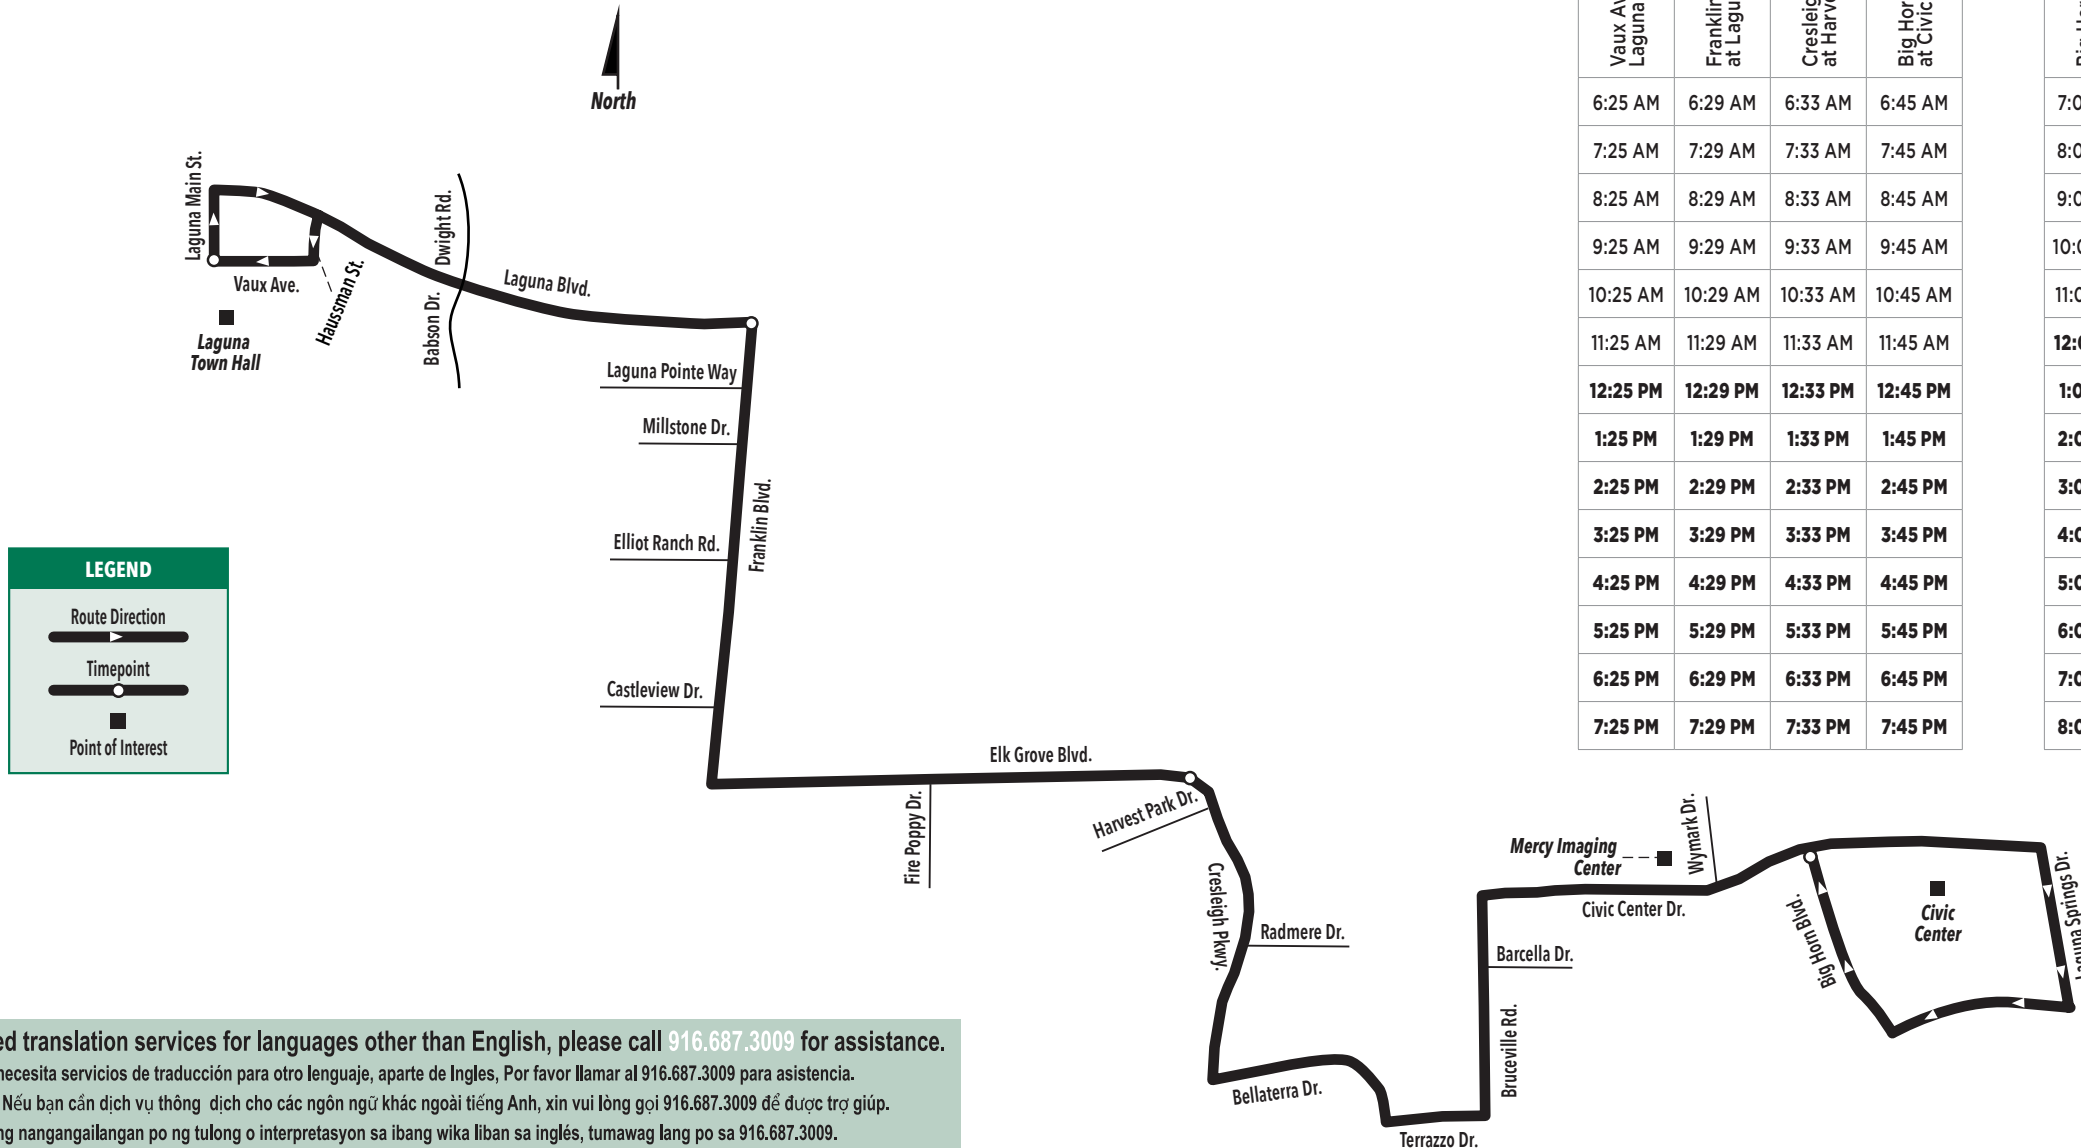 North
Laguna Main St.
Vaux Ave.
Haussman St.
Laguna
Town Hall
Dwight Rd.
Babson Dr.
Laguna Blvd.
Laguna Pointe Way
Millstone Dr.
Elliot Ranch Rd.
Franklin Blvd.
Castleview Dr.
LEGEND
Route Direction
Timepoint
Point of Interest
Elk Grove Blvd.
Fire Poppy Dr.
Harvest Park Dr.
Cresleigh Pkwy.
Radmere Dr.
Bellaterra Dr.
Terrazzo Dr.
Bruceville Rd.
Barcella Dr.
Civic Center Dr.
Mercy Imaging
Center
Wymark Dr.
Big Horn Blvd.
Civic
Center
Springs Dr.
Vaux
Laguna
Franklin
at
at
Big
at Civic
6:25 AM 6:29 AM 6:33 AM 6:45 AM
7:25 AM 7:29 AM 7:33 AM 7:45 AM
8:25 AM 8:29 AM 8:33 AM 8:45 AM
9:25 AM 9:29 AM 9:33 AM 9:45 AM
10:25 AM 10:29 AM 10:33 AM 10:45 AM
11:25 AM 11:29 AM 11:33 AM 11:45 AM
12:25 PM 12:29 PM 12:33 PM 12:45 PM
1:25 PM 1:29 PM 1:33 PM 1:45 PM
2:25 PM 2:29 PM 2:33 PM 2:45 PM
3:25 PM 3:29 PM 3:33 PM 3:45 PM
4:25 PM 4:29 PM 4:33 PM 4:45 PM
5:25 PM 5:29 PM 5:33 PM 5:45 PM
6:25 PM 6:29 PM 6:33 PM 6:45 PM
7:25 PM 7:29 PM 7:33 PM 7:45 PM
translation services for languages other than English, please call 916.687.3009 for assistance.
necesita servicios de traducción para otro lenguaje, aparte de Ingles, Por favor llamar al 916.687.3009 para asistencia.
Nếu bạn cần dịch vụ thông dịch cho các ngôn ngữ khác ngoài tiếng Anh, xin vui lòng gọi 916.687.3009 để được trợ giúp.
nangangailangan po ng tulong o interpretasyon sa ibang wika liban sa inglés, tumawag lang po sa 916.687.3009.